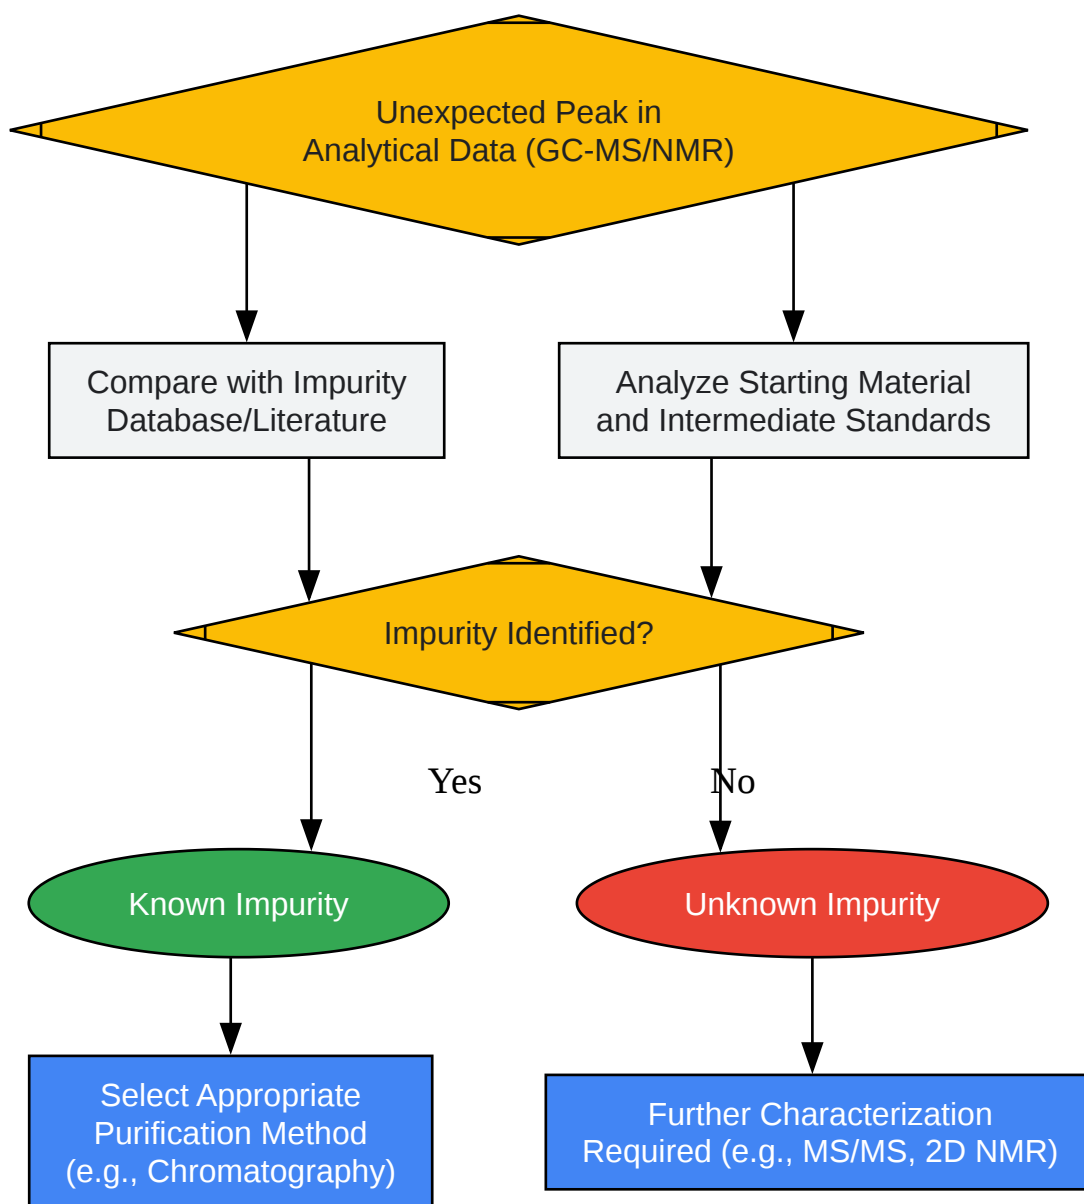 Unexpected Peak in
Analytical Data (GC-MS/NMR)
Compare with Impurity
Database/Literature
Analyze Starting Material
and Intermediate Standards
Impurity Identified?
Yes
No
Known Impurity
Unknown Impurity
Select Appropriate
Purification Method
(e.g., Chromatography)
Further Characterization
Required (e.g., MS/MS, 2D NMR)